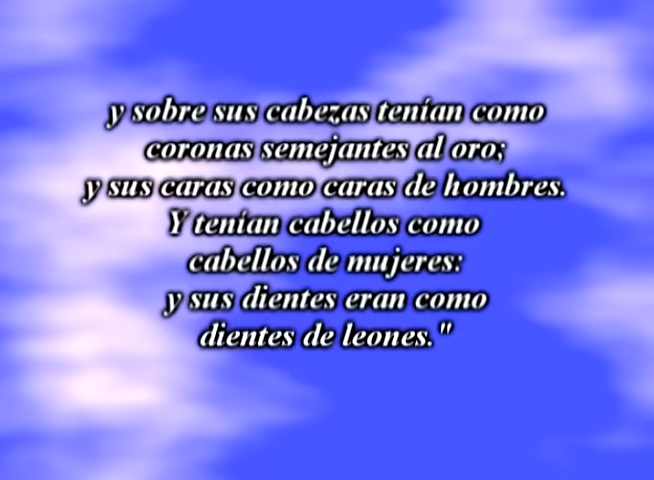 y sobre sus cabezas tenían como
coronas semejantes al oro;
y sus caras como caras de hombres.
Y tenían cabellos como
cabellos de mujeres:
y sus dientes eran como
dientes de leones."